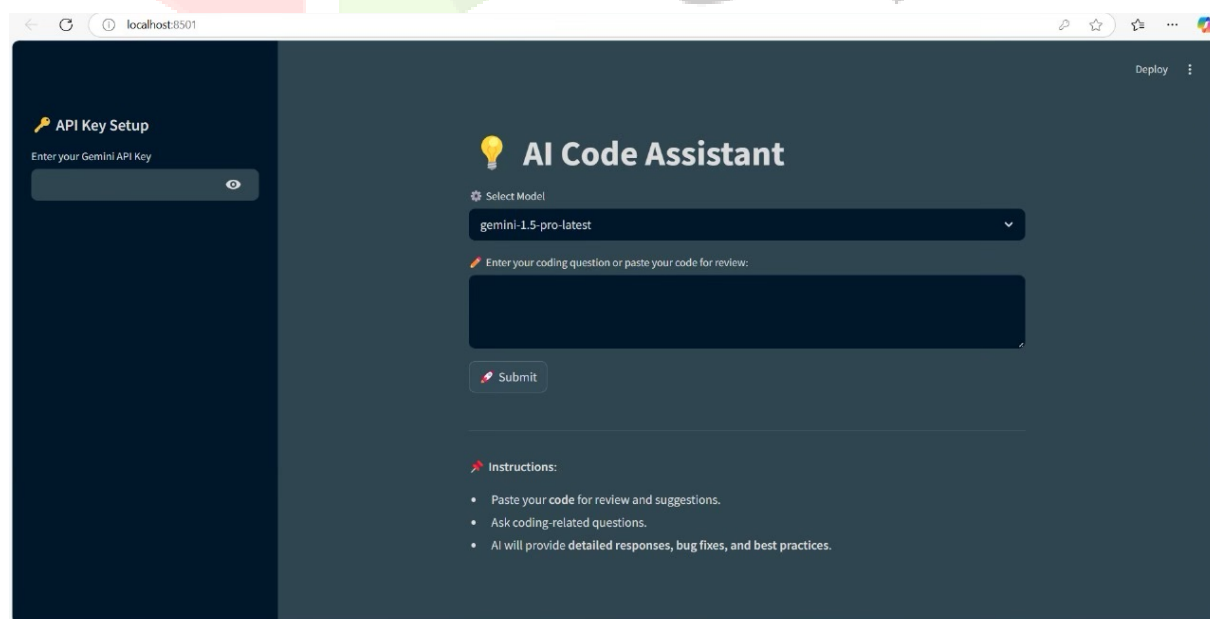 localhost:8501
Deploy
🔑 API Key Setup
Enter your Gemini API Key
💡 AI Code Assistant
⚙️ Select Model
gemini-1.5-pro-latest
✏️ Enter your coding question or paste your code for review:
🚀 Submit
📌 Instructions:
• Paste your code for review and suggestions.
• Ask coding-related questions.
• AI will provide detailed responses, bug fixes, and best practices.